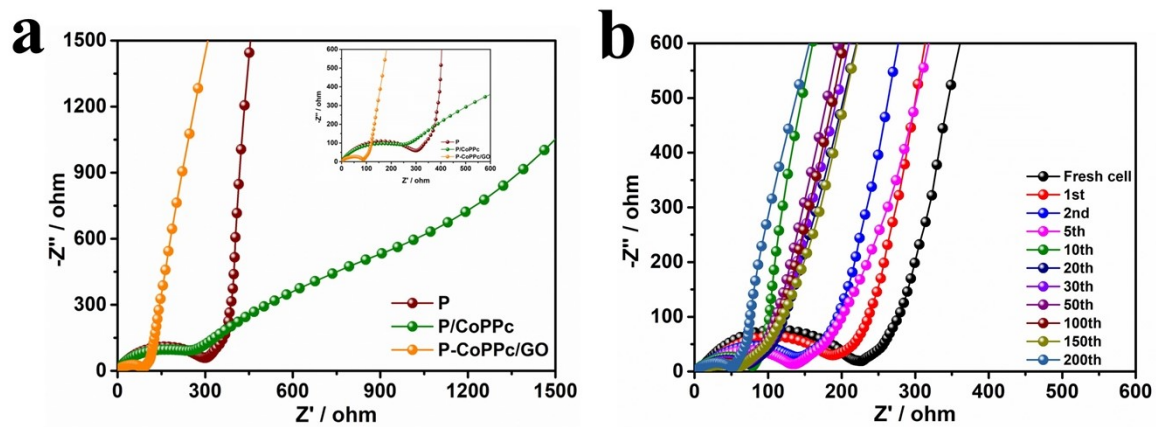 a
1500
1200
900
600
300
0
-Z'' / ohm
0 300 600 900 1200 1500
Z' / ohm
P
P/CoPPc
P-CoPPc/GO
600
500
400
300
200
100
0
-Z'' / ohm
0 100 200 300 400 500 600
Z' / ohm
P
P/CoPPc
P-CoPPc/GO
b
600
500
400
300
200
100
0
-Z'' / ohm
0 100 200 300 400 500 600
Z' / ohm
Fresh cell
1st
2nd
5th
10th
20th
30th
50th
100th
150th
200th